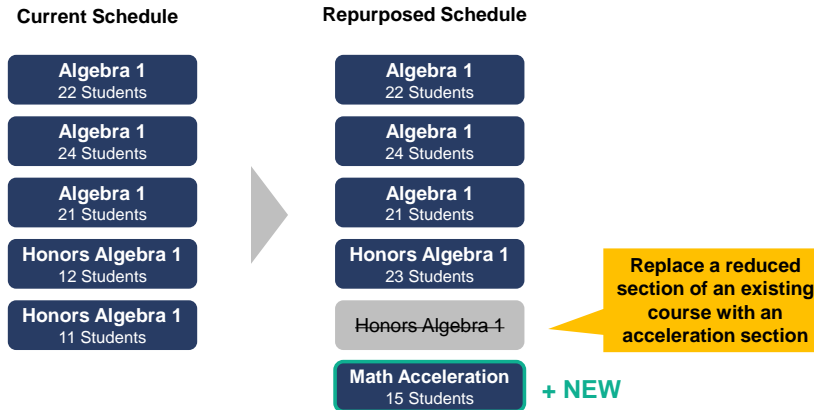 Current Schedule
Algebra 1
22 Students
Algebra 1
24 Students
Algebra 1
21 Students
Honors Algebra 1
12 Students
Honors Algebra 1
11 Students
Repurposed Schedule
Algebra 1
22 Students
Algebra 1
24 Students
Algebra 1
21 Students
Honors Algebra 1
23 Students
Honors Algebra 1
Math Acceleration
15 Students
+ NEW
Replace a reduced
section of an existing
course with an
acceleration section